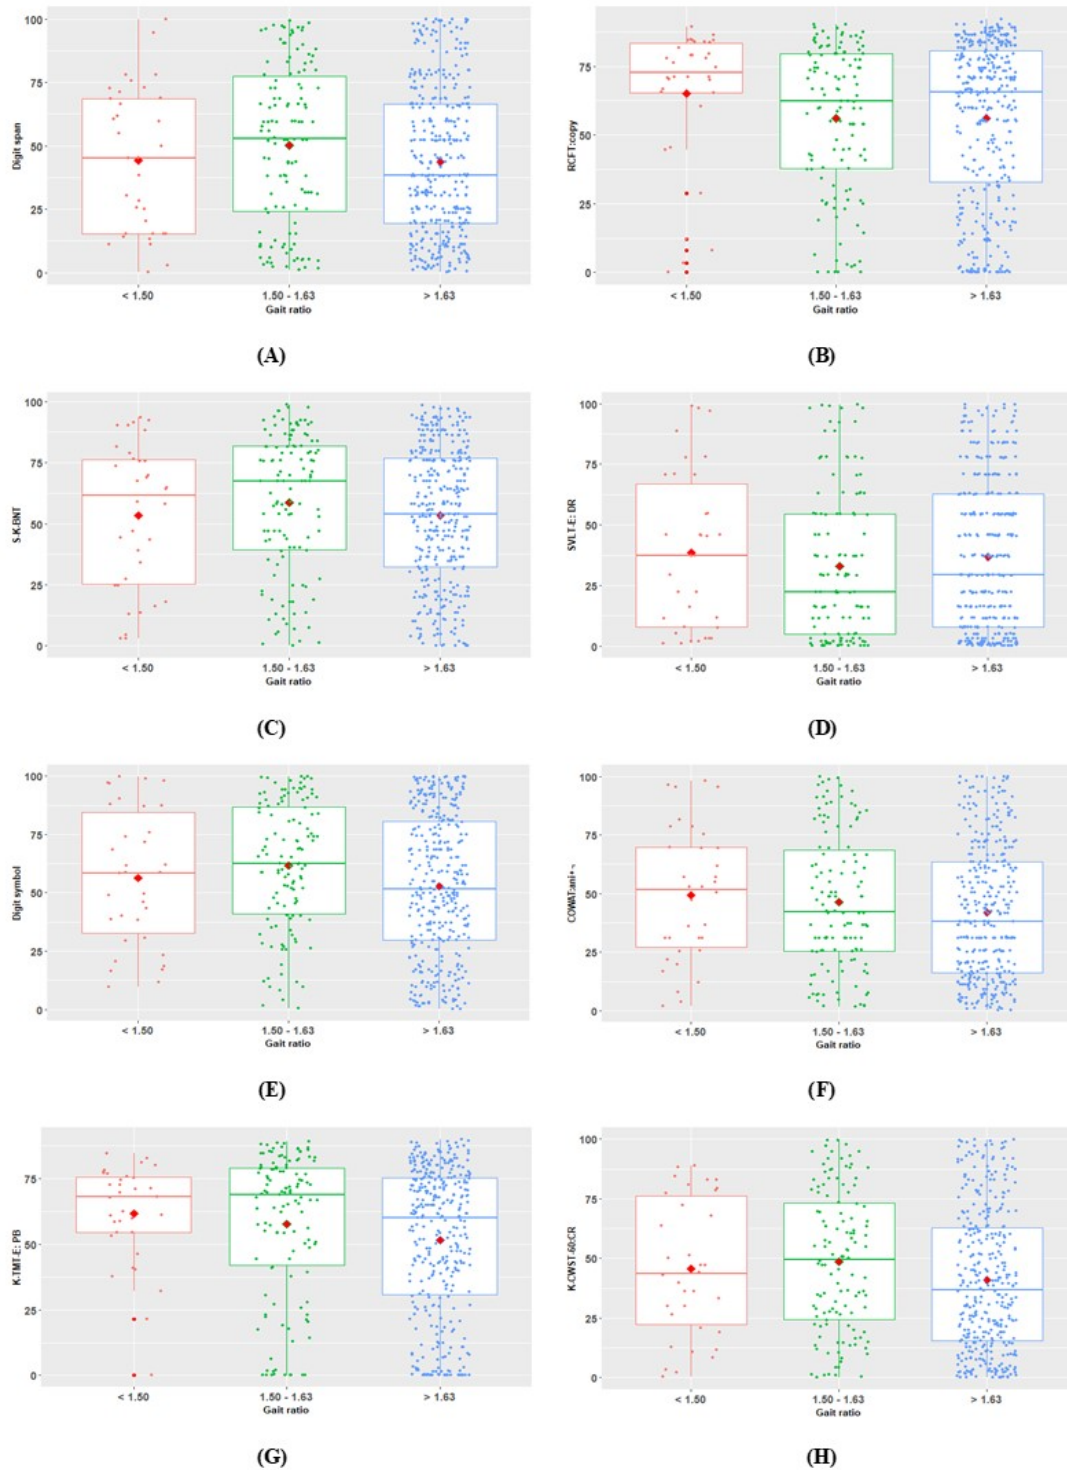 100
75
50
25
0
Digit span
< 1.50
1.50 - 1.63
> 1.63
Gait ratio
(A)
75
50
25
0
RCFT:copy
< 1.50
1.50 - 1.63
> 1.63
Gait ratio
(B)
100
75
50
25
0
S-K-BNT
< 1.50
1.50 - 1.63
> 1.63
Gait ratio
(C)
100
75
50
25
0
SVLT-E: DR
< 1.50
1.50 - 1.63
> 1.63
Gait ratio
(D)
100
75
50
25
0
Digit symbol
< 1.50
1.50 - 1.63
> 1.63
Gait ratio
(E)
100
75
50
25
0
< 1.50
1.50 - 1.63
> 1.63
Gait ratio
(F)
75
50
25
0
K-TMT-E: PB
< 1.50
1.50 - 1.63
> 1.63
Gait ratio
(G)
100
75
50
25
0
K-CWST-60:CR
< 1.50
1.50 - 1.63
> 1.63
Gait ratio
(H)